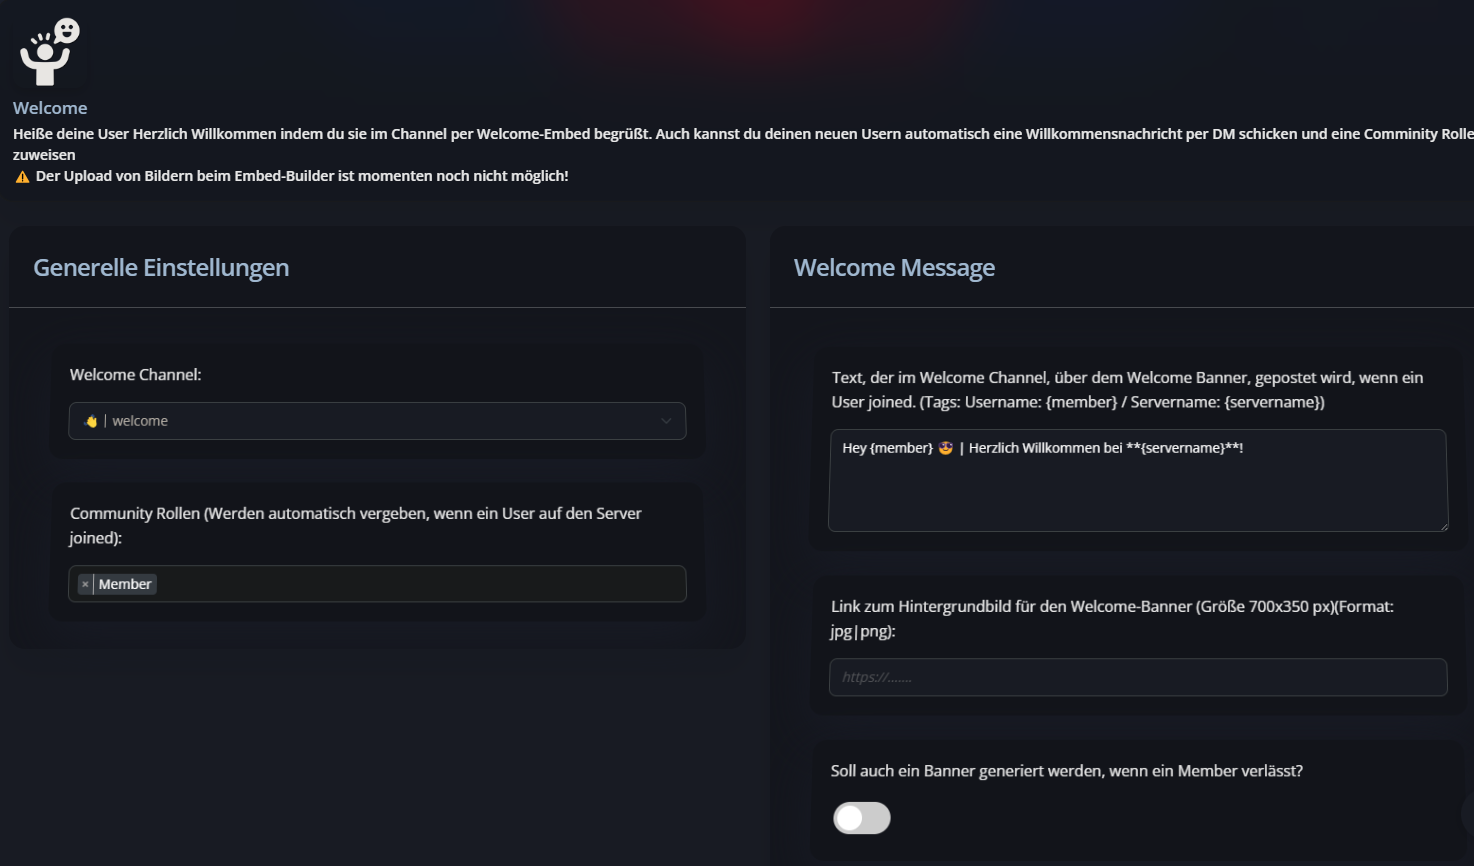 Welcome
Heiße deine User Herzlich Willkommen indem du sie im Channel per Welcome-Embed begrüßt. Auch kannst du deinen neuen Usern automatisch eine Willkommensnachricht per DM schicken und eine Comminity Rolle
zuweisen
⚠ Der Upload von Bildern beim Embed-Builder ist momenten noch nicht möglich!
Generelle Einstellungen
Welcome Channel:
👋 | welcome
Community Rollen (Werden automatisch vergeben, wenn ein User auf den Server
joined):
× Member
Welcome Message
Text, der im Welcome Channel, über dem Welcome Banner, gepostet wird, wenn ein
User joined. (Tags: Username: {member} / Servername: {servername})
Hey {member} 😎 | Herzlich Willkommen bei **{servername}**!
Link zum Hintergrundbild für den Welcome-Banner (Größe 700x350 px)(Format:
jpg|png):
https://.......
Soll auch ein Banner generiert werden, wenn ein Member verlässt?